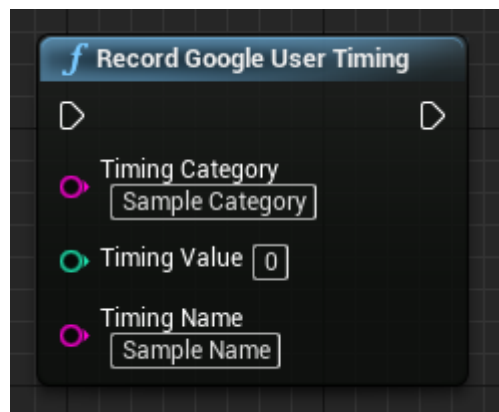 f Record Google User Timing
Timing Category
Sample Category
Timing Value 0
Timing Name
Sample Name